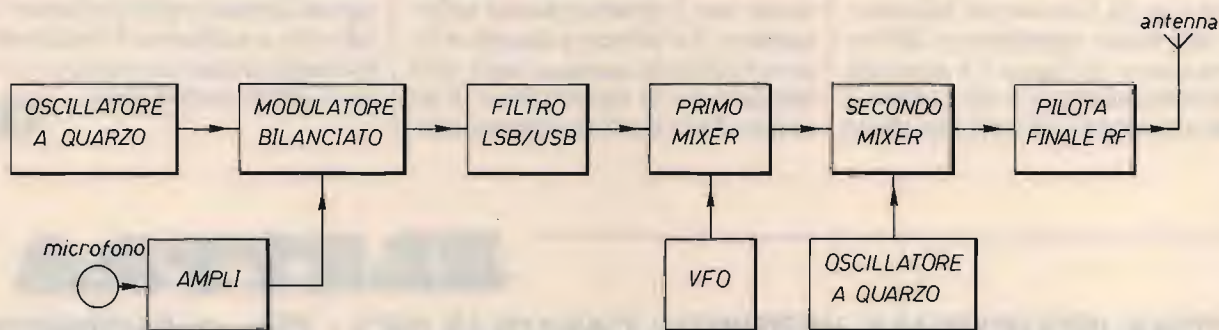 antenna
OSCILLATORE
A QUARZO
MODULATORE
BILANCIATO
FILTRO
LSB/USB
PRIMO
MIXER
SECONDO
MIXER
PILOTA
FINALE RF
microfono
AMPLI
VFO
OSCILLATORE
A QUARZO